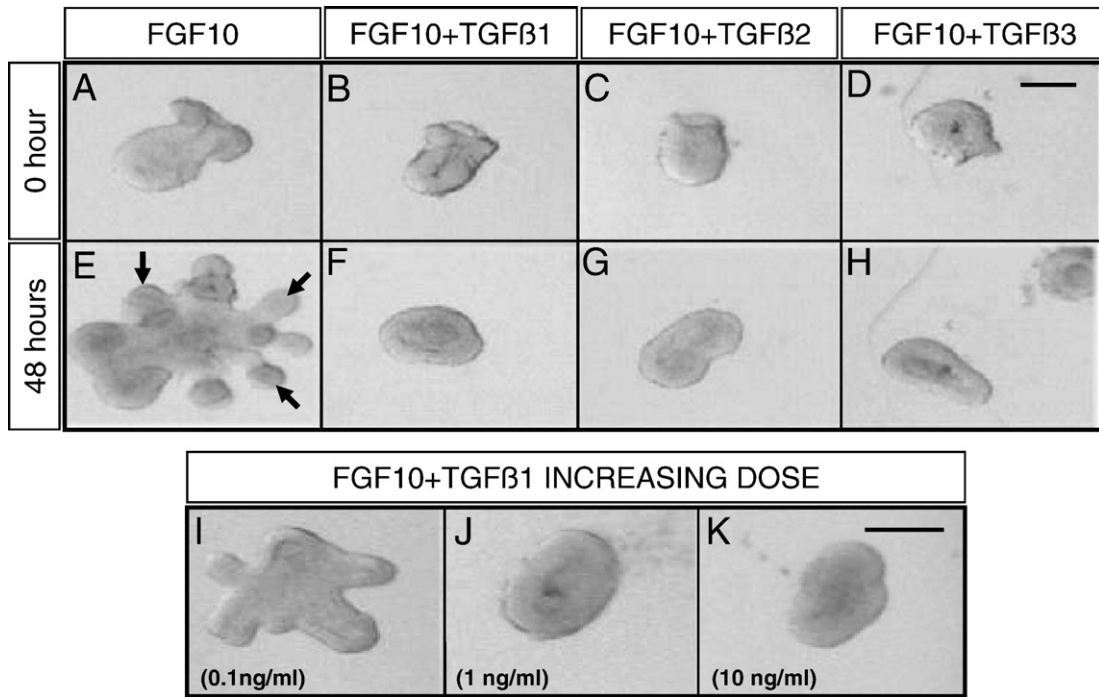 FGF10
FGF10+TGFß1
FGF10+TGFß2
FGF10+TGFß3
0 hour
A
B
C
D
48 hours
E
F
G
H
FGF10+TGFß1 INCREASING DOSE
I
J
K
(0.1ng/ml)
(1 ng/ml)
(10 ng/ml)